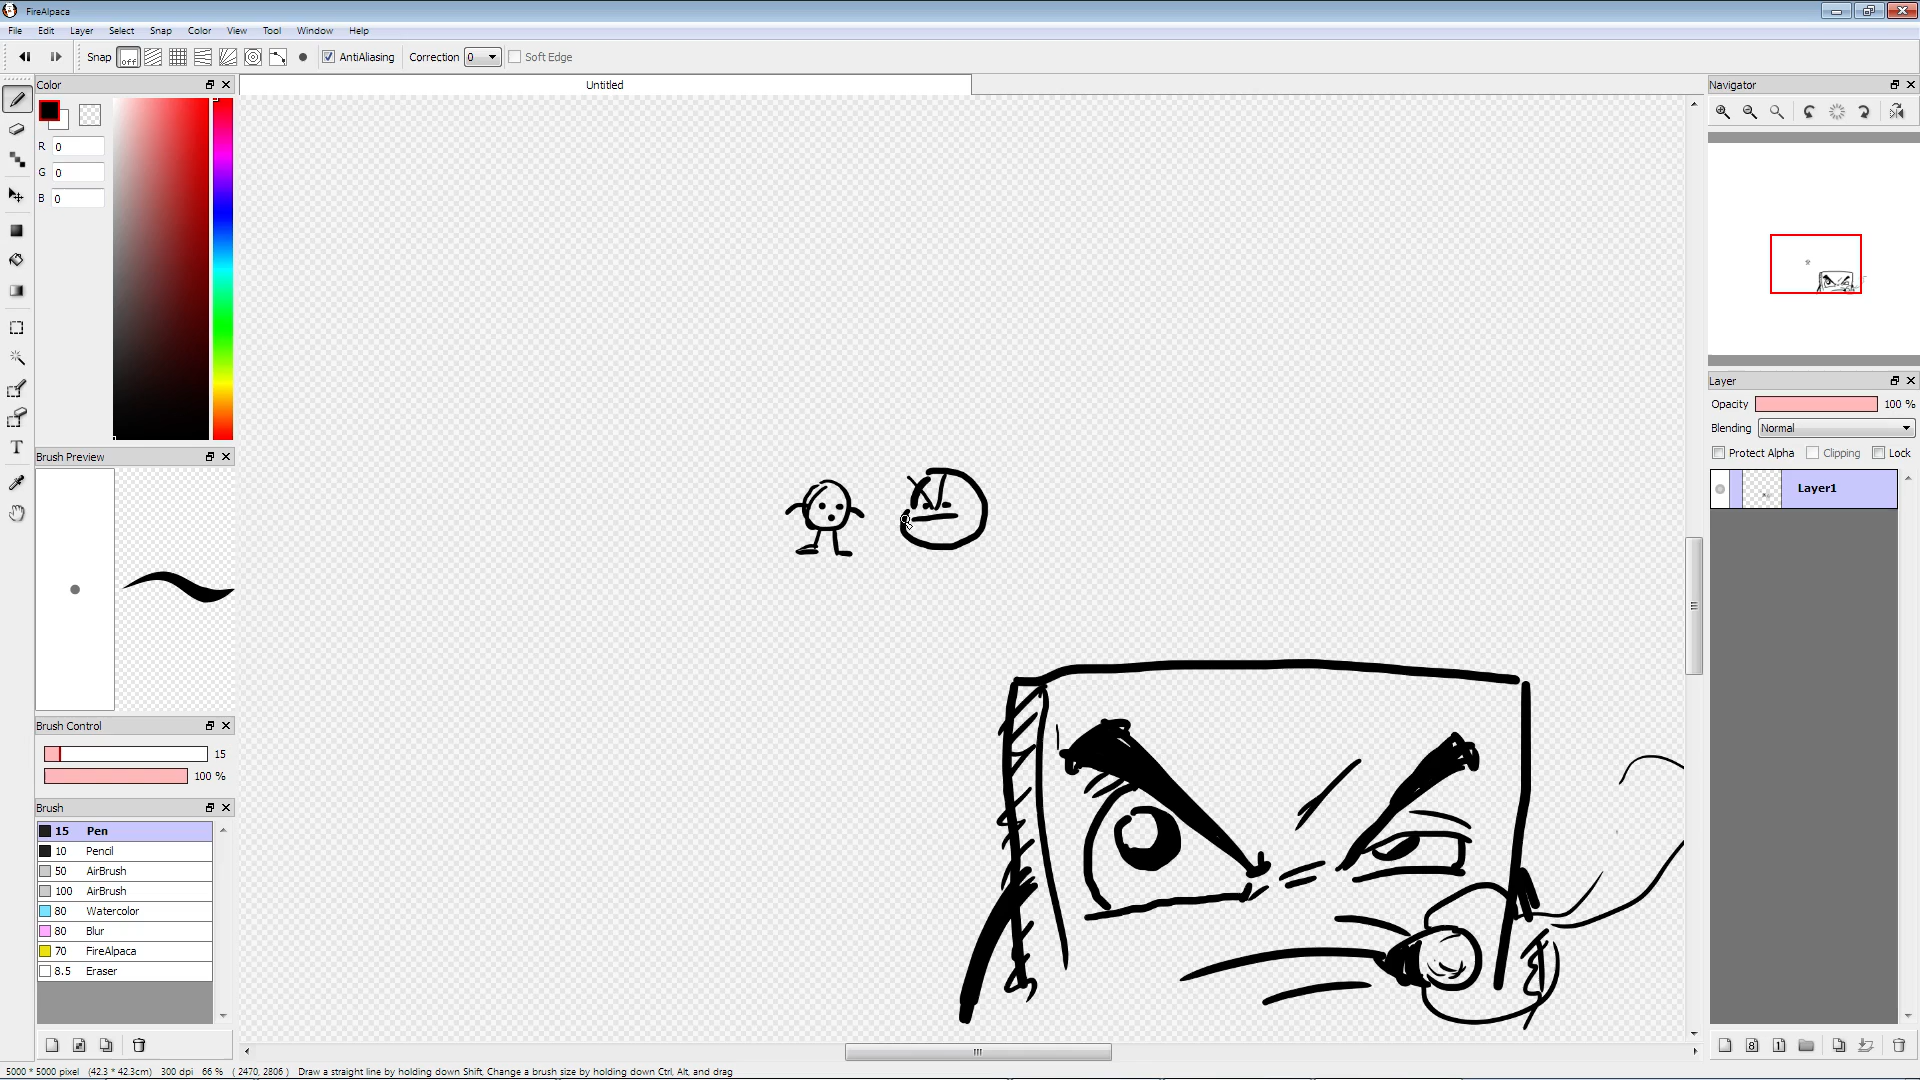 FireAlpaca
File Edit Layer Select Snap Color View Tool Window Help
Snap off AntiAliasing Correction 0 Soft Edge
Color
Untitled
Navigator
R 0
G 0
B 0
Layer
Opacity 100 %
Blending Normal
Protect Alpha Clipping Lock
Layer1
Brush Preview
Brush Control
15
100 %
Brush
15 Pen
10 Pencil
50 AirBrush
100 AirBrush
80 Watercolor
80 Blur
70 FireAlpaca
8.5 Eraser
8 1
5000 * 5000 pixel (42.3 * 42.3cm) 300 dpi 66 % ( 2470, 2806 ) Draw a straight line by holding down Shift, Change a brush size by holding down Ctrl, Alt, and drag